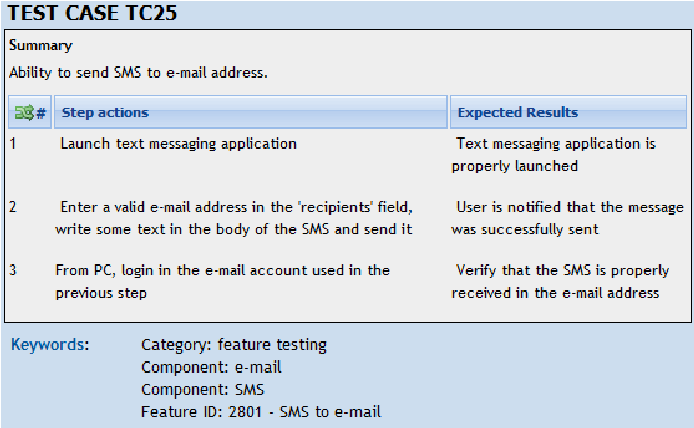 TEST CASE TC25
Summary
Ability to send SMS to e-mail address.
# Step actions Expected Results
1 Launch text messaging application Text messaging application is
properly launched
2 Enter a valid e-mail address in the 'recipients' field, User is notified that the message
write some text in the body of the SMS and send it was successfully sent
3 From PC, login in the e-mail account used in the Verify that the SMS is properly
previous step received in the e-mail address
Keywords: Category: feature testing
Component: e-mail
Component: SMS
Feature ID: 2801 - SMS to e-mail